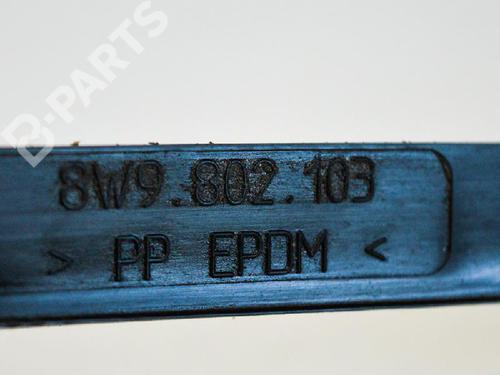 B-PARTS
8W9.802.103
> PP EPDM <